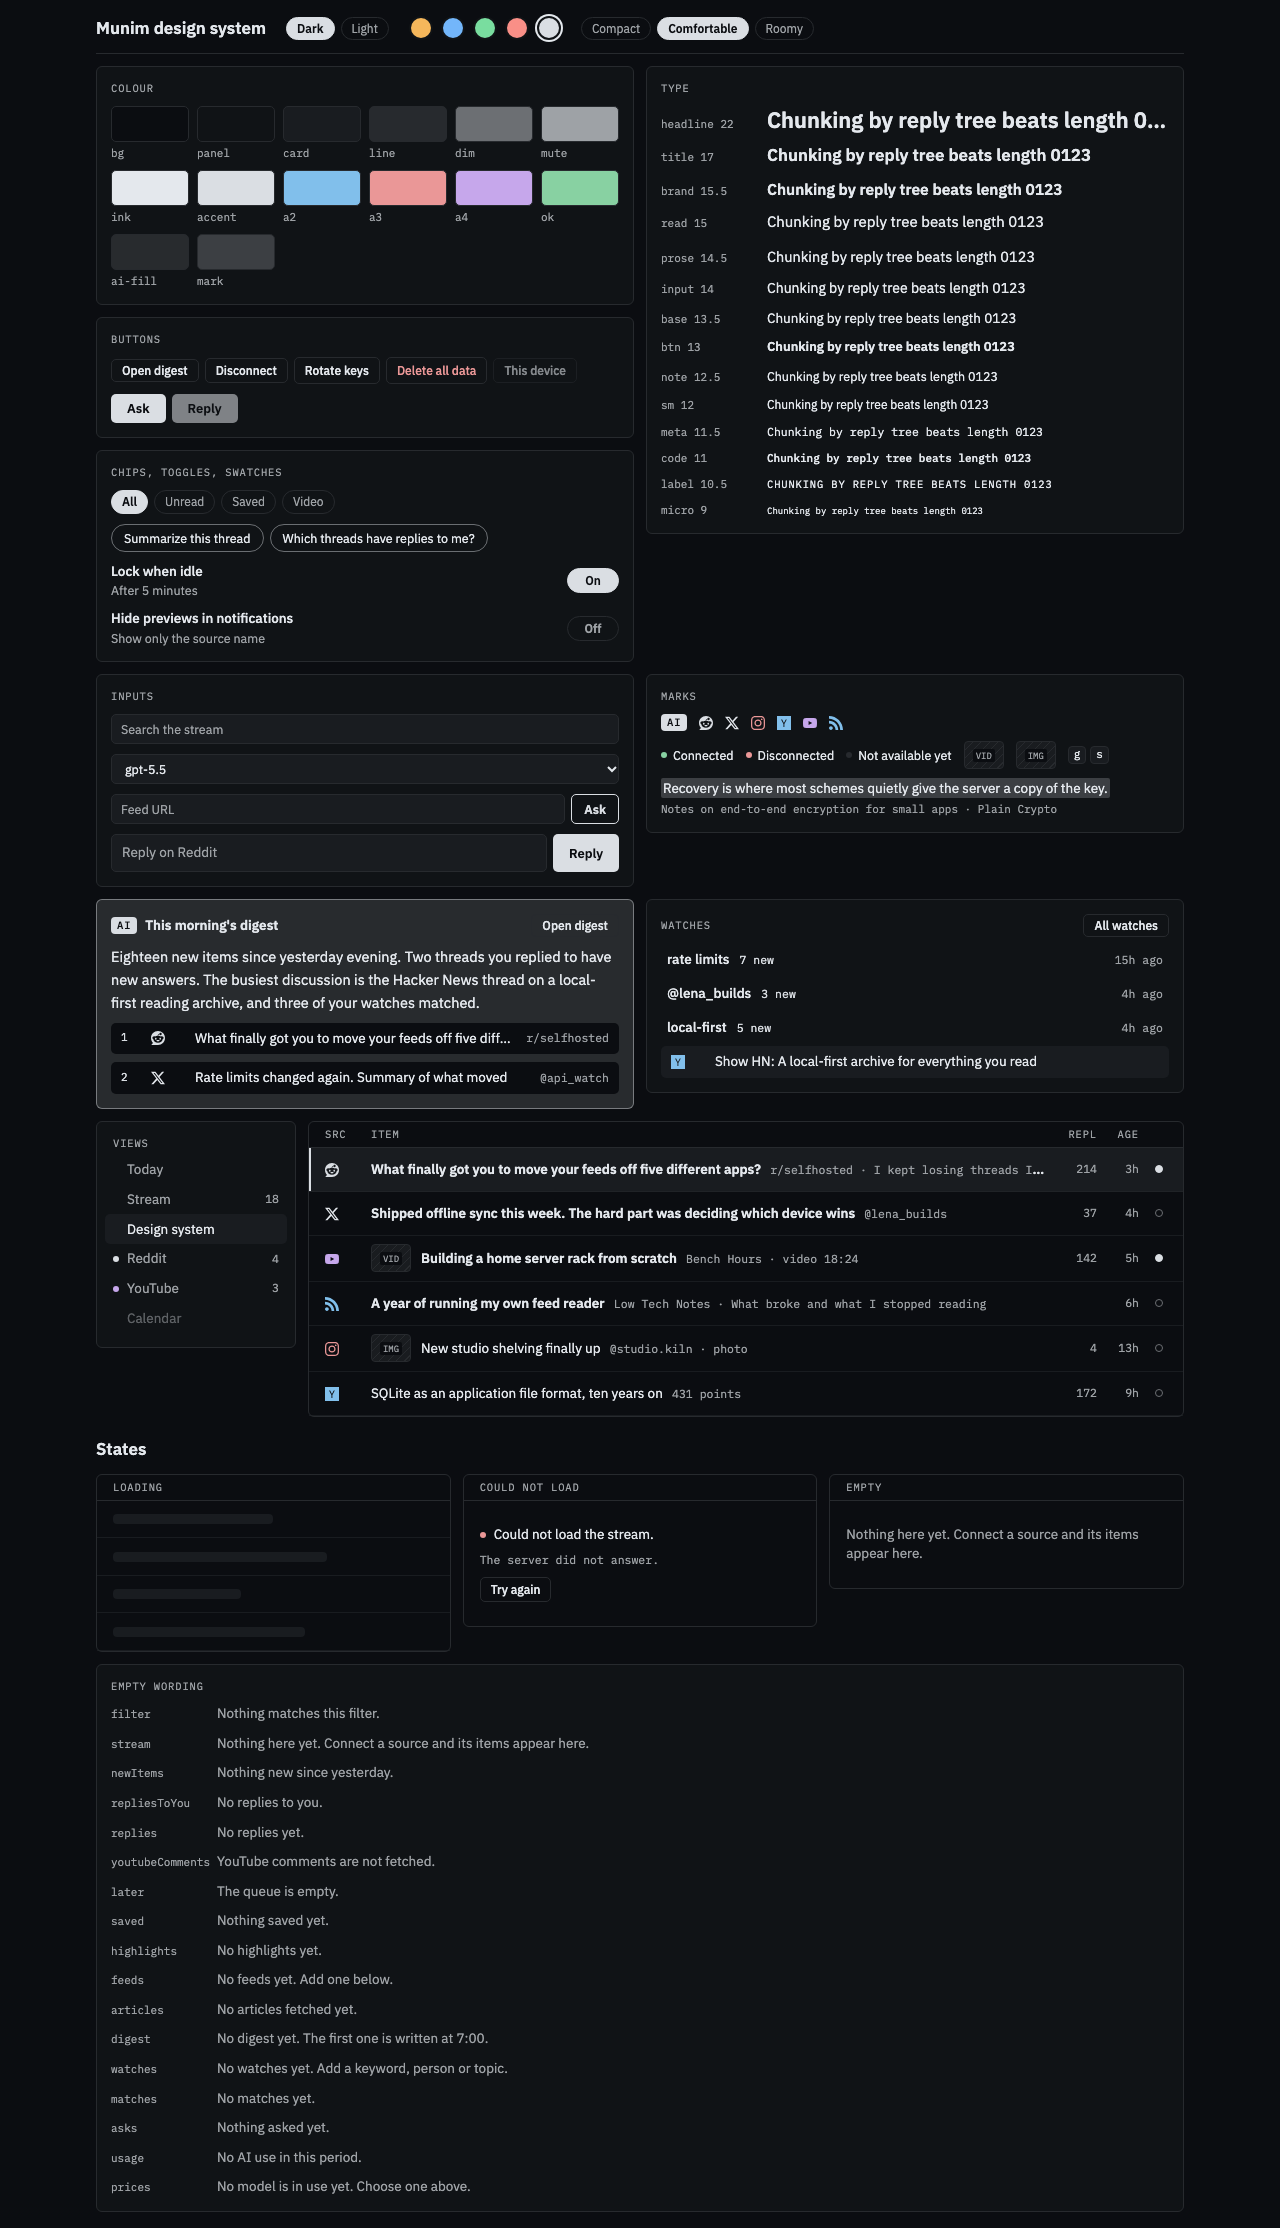 Munim design system
Dark
Light
Compact
Comfortable
Roomy
COLOUR
bg
panel
card
line
dim
mute
ink
accent
a2
a3
a4
ok
ai-fill
mark
TYPE
headline 22 Chunking by reply tree beats length 0...
title 17 Chunking by reply tree beats length 0123
brand 15.5 Chunking by reply tree beats length 0123
read 15 Chunking by reply tree beats length 0123
prose 14.5 Chunking by reply tree beats length 0123
input 14 Chunking by reply tree beats length 0123
base 13.5 Chunking by reply tree beats length 0123
btn 13 Chunking by reply tree beats length 0123
note 12.5 Chunking by reply tree beats length 0123
sm 12 Chunking by reply tree beats length 0123
meta 11.5 Chunking by reply tree beats length 0123
code 11 Chunking by reply tree beats length 0123
label 10.5 CHUNKING BY REPLY TREE BEATS LENGTH 0123
micro 9 Chunking by reply tree beats length 0123
BUTTONS
Open digest
Disconnect
Rotate keys
Delete all data
This device
Ask
Reply
CHIPS, TOGGLES, SWATCHES
All
Unread
Saved
Video
Summarize this thread
Which threads have replies to me?
Lock when idle
After 5 minutes
On
Hide previews in notifications
Show only the source name
Off
INPUTS
Search the stream
gpt-5.5
Feed URL
Ask
Reply on Reddit
Reply
MARKS
AI
Y
Connected
Disconnected
Not available yet
VID
IMG
g
s
Recovery is where most schemes quietly give the server a copy of the key.
Notes on end-to-end encryption for small apps · Plain Crypto
AI This morning's digest
Open digest
Eighteen new items since yesterday evening. Two threads you replied to have
new answers. The busiest discussion is the Hacker News thread on a local-
first reading archive, and three of your watches matched.
1 What finally got you to move your feeds off five diff... r/selfhosted
2 Rate limits changed again. Summary of what moved @api_watch
WATCHES
All watches
rate limits 7 new 15h ago
@lena_builds 3 new 4h ago
local-first 5 new 4h ago
Y Show HN: A local-first archive for everything you read
VIEWS
Today
Stream 18
Design system
Reddit 4
YouTube 3
Calendar
SRC ITEM REPL AGE
What finally got you to move your feeds off five different apps? r/selfhosted · I kept losing threads I... 214 3h
Shipped offline sync this week. The hard part was deciding which device wins @lena_builds 37 4h
VID Building a home server rack from scratch Bench Hours · video 18:24 142 5h
A year of running my own feed reader Low Tech Notes · What broke and what I stopped reading 6h
IMG New studio shelving finally up @studio.kiln · photo 4 13h
Y SQLite as an application file format, ten years on 431 points 172 9h
States
LOADING
COULD NOT LOAD
Could not load the stream.
The server did not answer.
Try again
EMPTY
Nothing here yet. Connect a source and its items
appear here.
EMPTY WORDING
filter Nothing matches this filter.
stream Nothing here yet. Connect a source and its items appear here.
newItems Nothing new since yesterday.
repliesToYou No replies to you.
replies No replies yet.
youtubeComments YouTube comments are not fetched.
later The queue is empty.
saved Nothing saved yet.
highlights No highlights yet.
feeds No feeds yet. Add one below.
articles No articles fetched yet.
digest No digest yet. The first one is written at 7:00.
watches No watches yet. Add a keyword, person or topic.
matches No matches yet.
asks Nothing asked yet.
usage No AI use in this period.
prices No model is in use yet. Choose one above.